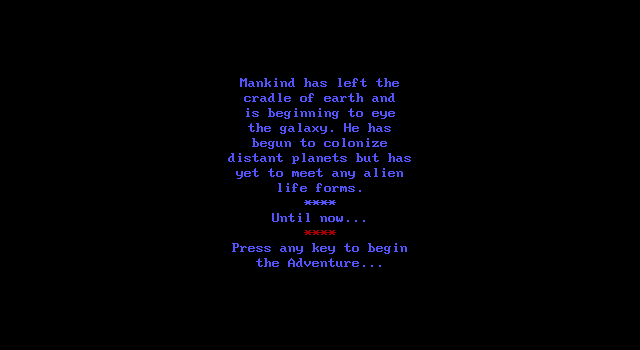 Mankind has left the
cradle of earth and
is beginning to eye
the galaxy. He has
begun to colonize
distant planets but has
yet to meet any alien
life forms.
****
Until now...
****
Press any key to begin
the Adventure...